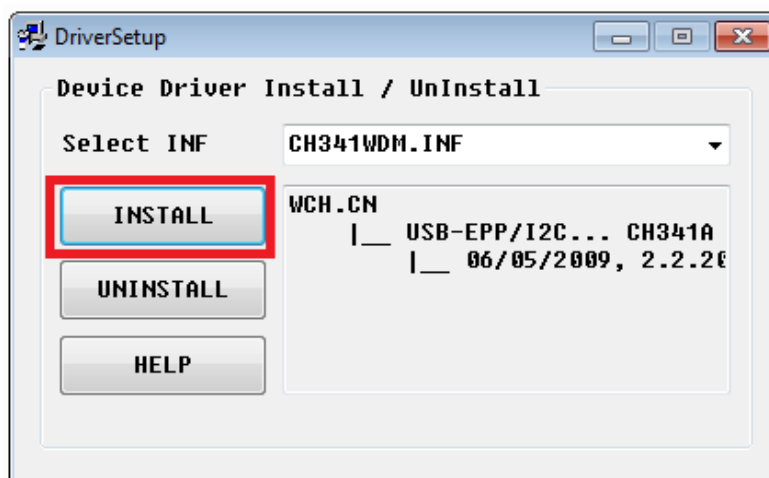 DriverSetup
Device Driver Install / UnInstall
Select INF
CH341WDM.INF
INSTALL
WCH.CN
|__ USB-EPP/I2C... CH341A
|__ 06/05/2009, 2.2.20
UNINSTALL
HELP